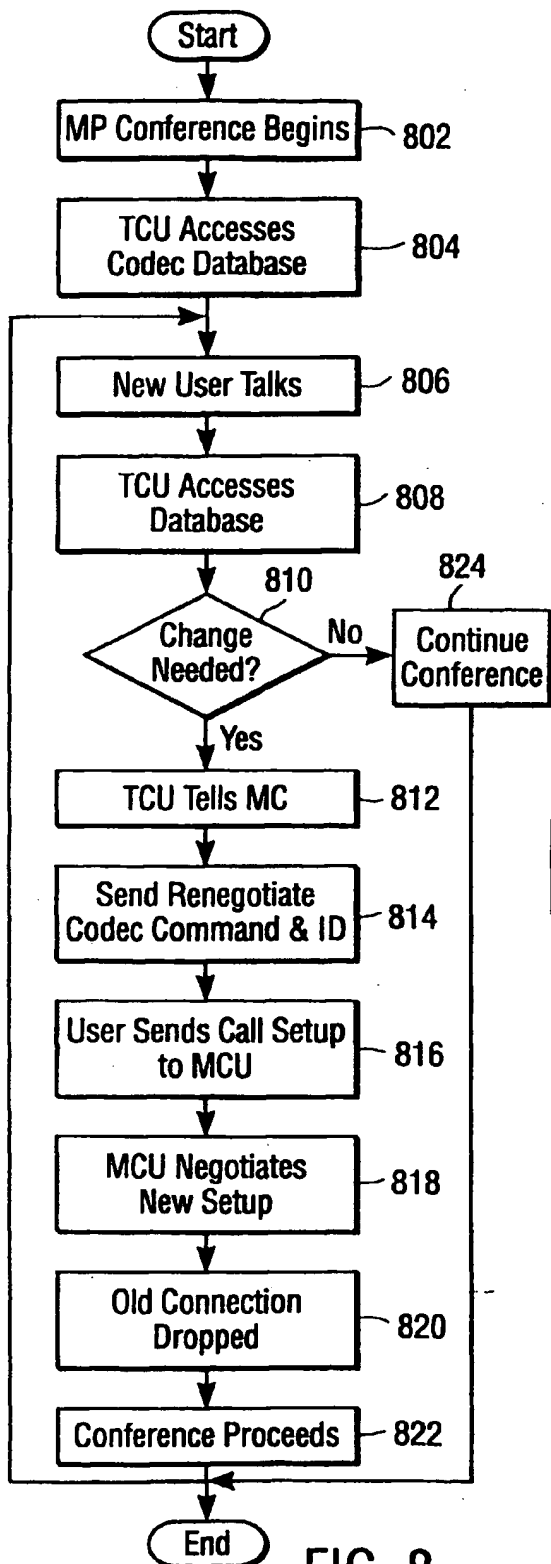 Start
MP Conference Begins
802
TCU Accesses
Codec Database
804
New User Talks
806
TCU Accesses
Database
808
810
Change
Needed?
No
824
Continue
Conference
Yes
TCU Tells MC
812
Send Renegotiate
Codec Command & ID
814
User Sends Call Setup
to MCU
816
MCU Negotiates
New Setup
818
Old Connection
Dropped
820
Conference Proceeds
822
End
FIG. 8